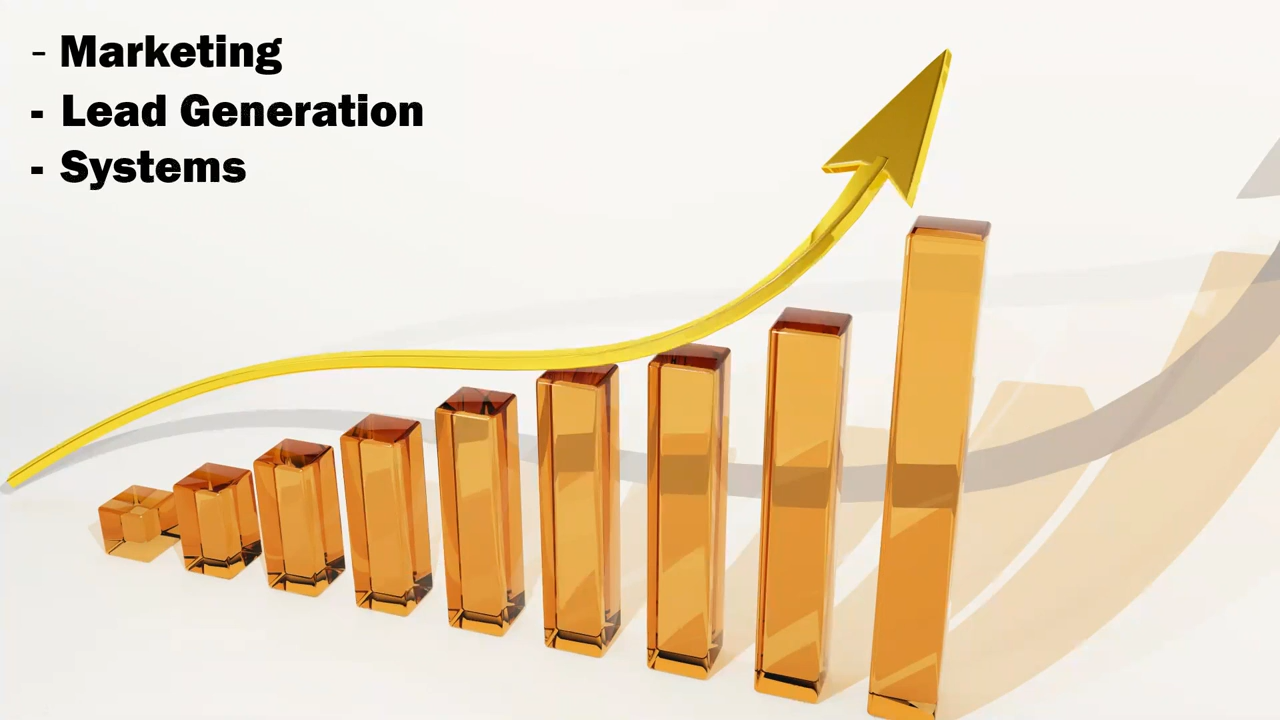 - Marketing
- Lead Generation
- Systems